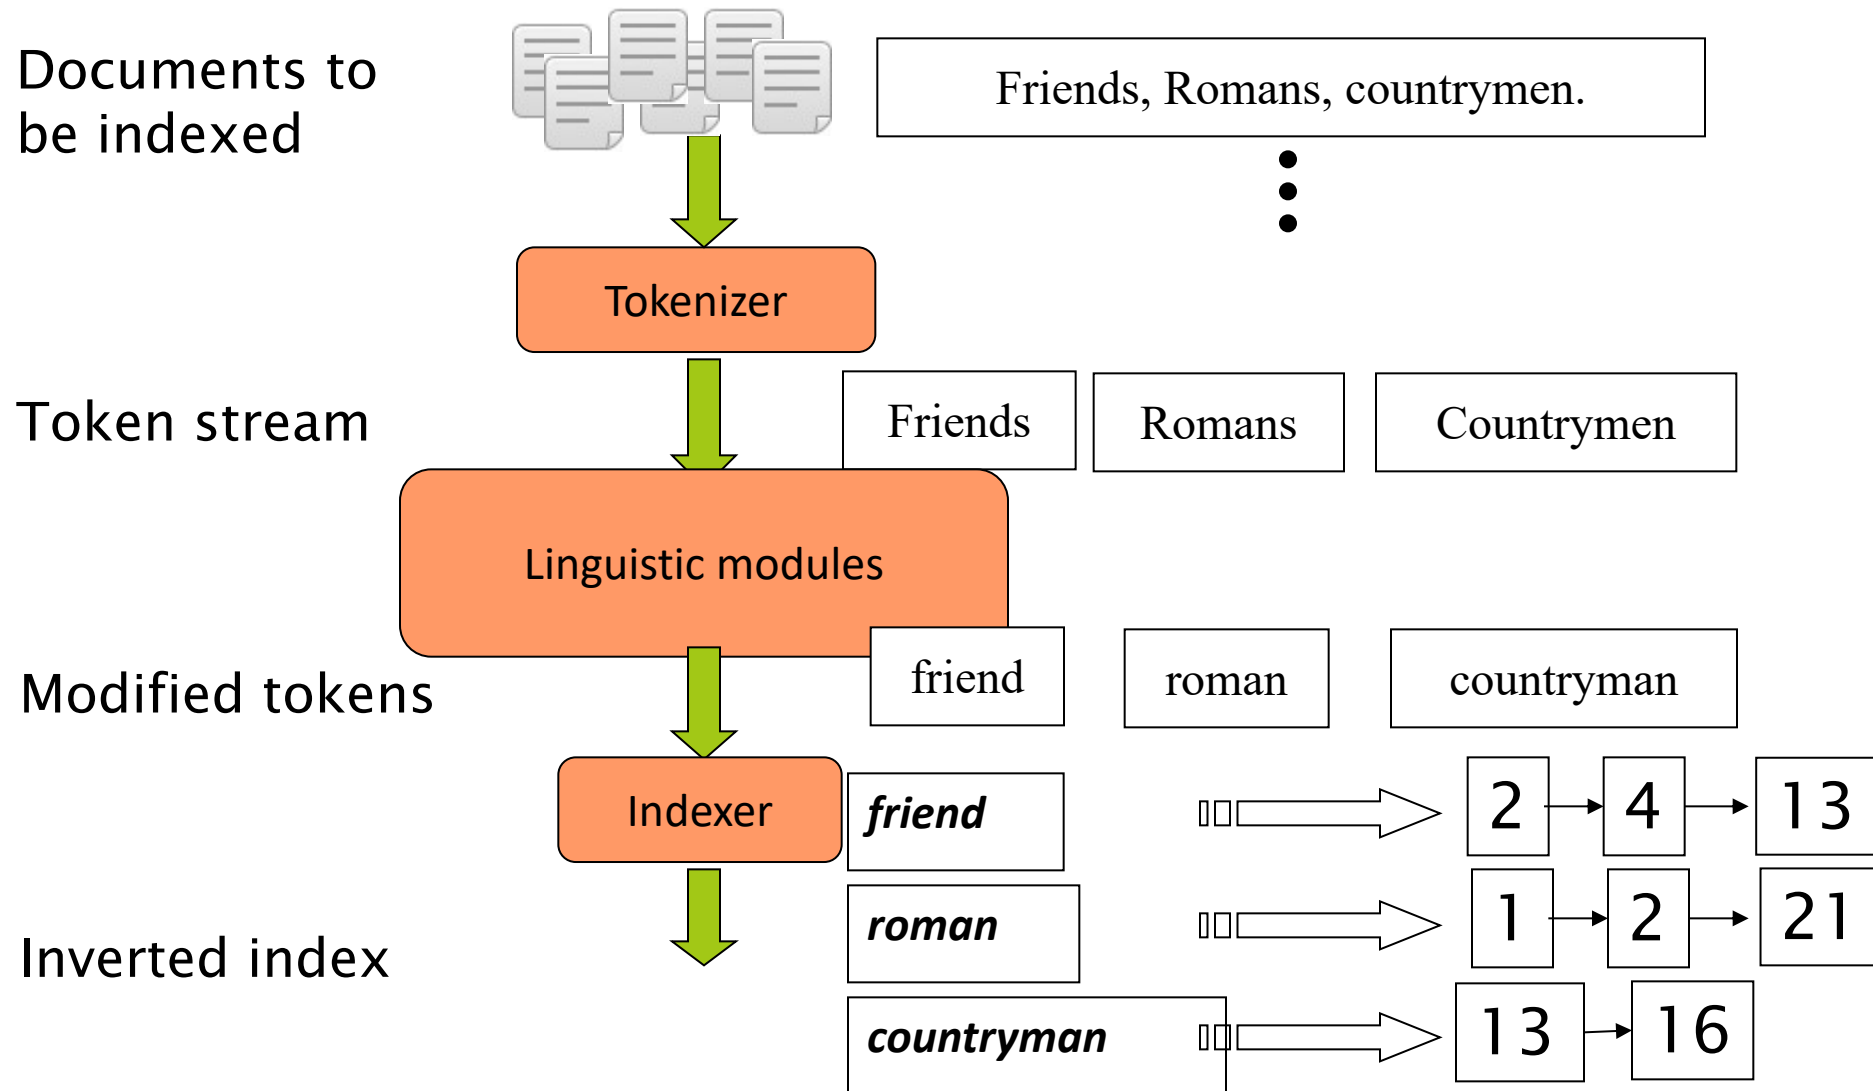 Documents to
be indexed
Friends, Romans, countrymen.
Tokenizer
Token stream
Friends
Romans
Countrymen
Linguistic modules
Modified tokens
friend
roman
countryman
Indexer
friend
2
4
13
roman
1
2
21
Inverted index
countryman
13
16